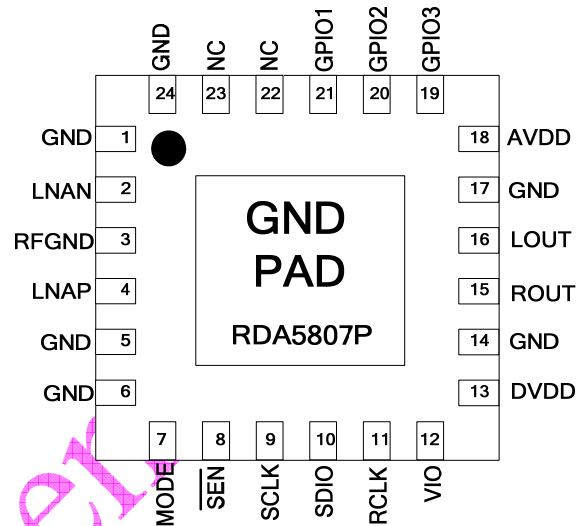 GND
NC
NC
GPIO1
GPIO2
GPIO3
24
23
22
21
20
19
GND 1
LNAN 2
RFGND 3
LNAP 4
GND 5
GND 6
18 AVDD
17 GND
16 LOUT
15 ROUT
14 GND
13 DVDD
GND
PAD
RDA5807P
7
8
9
10
11
12
MODE
SEN
SCLK
SDIO
RCLK
VIO